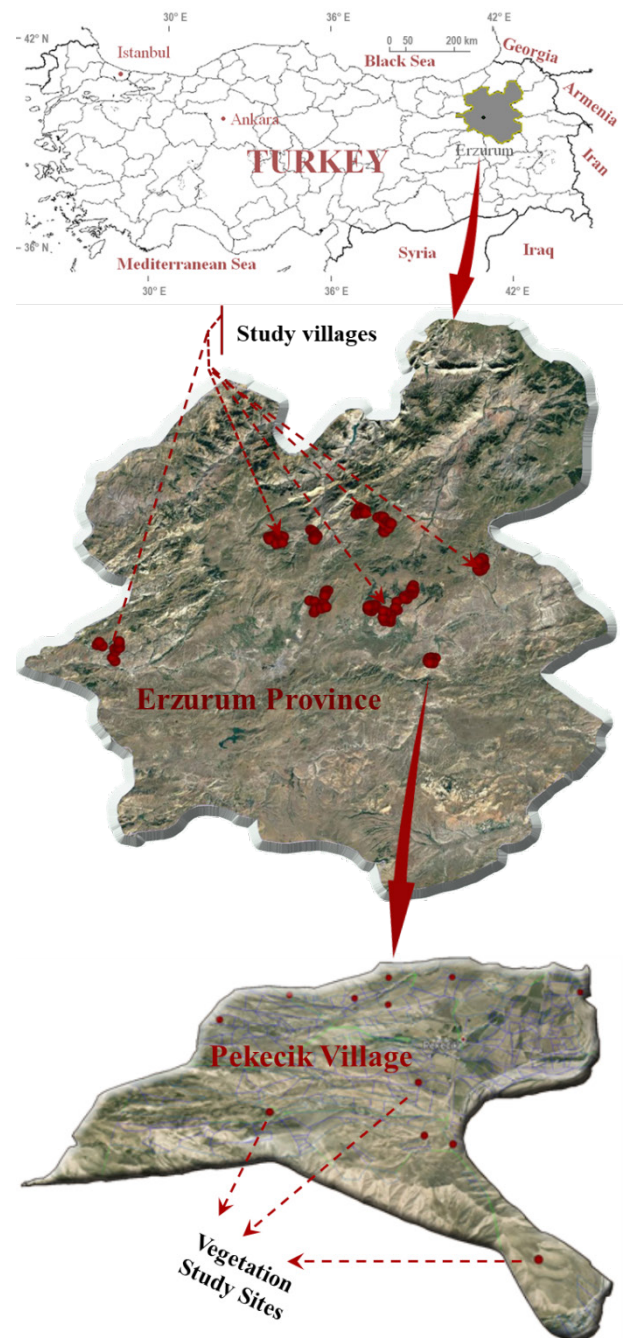 30° E
36° E
42° E
42° N
0 50 200 km
Georgia
Istanbul
Black Sea
Armenia
Ankara
TURKEY
Erzurum
Iran
36° N
Syria
Iraq
Mediterranean Sea
30° E
36° E
42° E
Study villages
Erzurum Province
Pekecik Village
Vegetation
Study Sites